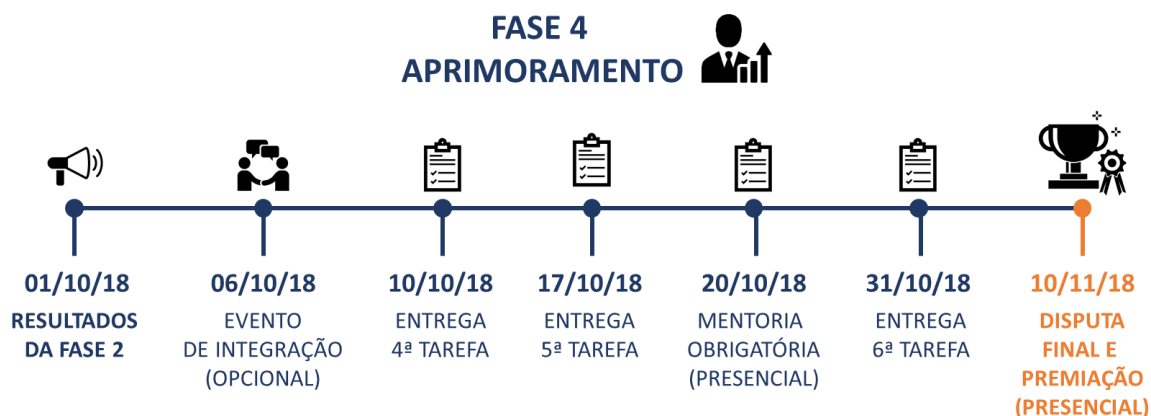 FASE 4
APRIMORAMENTO
01/10/18
RESULTADOS
DA FASE 2
06/10/18
EVENTO
DE INTEGRAÇÃO
(OPCIONAL)
10/10/18
ENTREGA
4ª TAREFA
17/10/18
ENTREGA
5ª TAREFA
20/10/18
MENTORIA
OBRIGATÓRIA
(PRESENCIAL)
31/10/18
ENTREGA
6ª TAREFA
10/11/18
DISPUTA
FINAL E
PREMIAÇÃO
(PRESENCIAL)